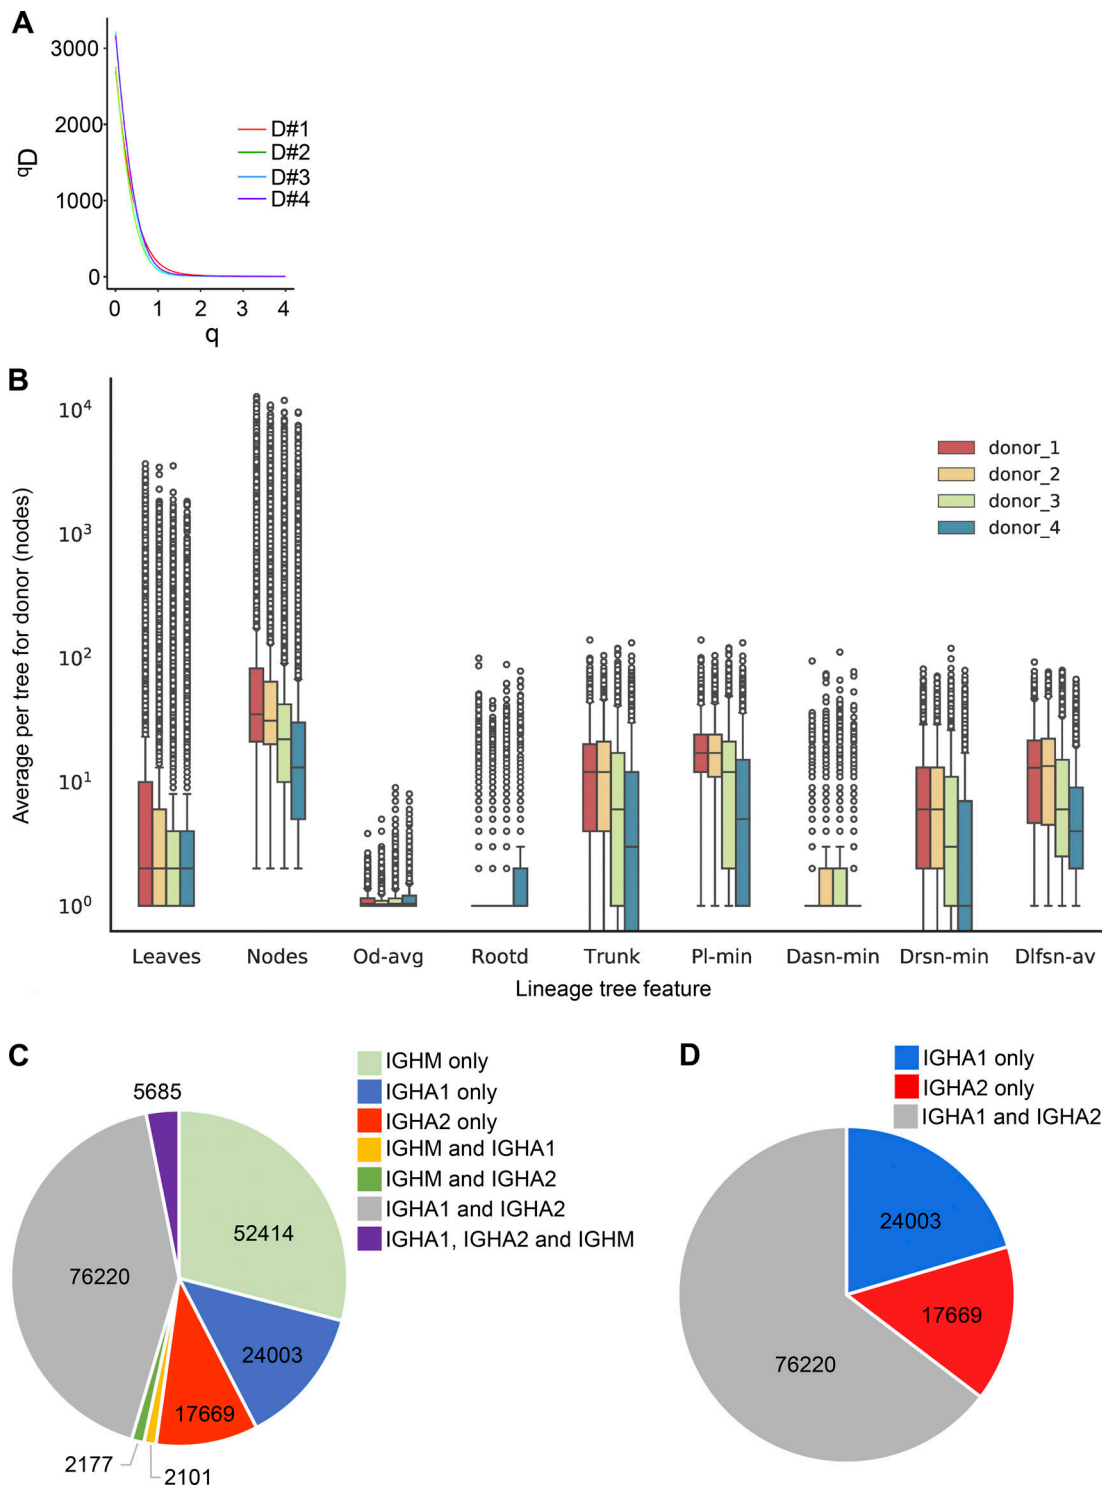 A
3000
2000
1000
0
qD
D#1
D#2
D#3
D#4
0 1 2 3 4
q
B
10^4
10^3
10^2
10^1
10^0
Average per tree for donor (nodes)
donor_1
donor_2
donor_3
donor_4
Leaves Nodes Od-avg Rootd Trunk Pl-min Dasn-min Drsn-min Dlfsn-av
Lineage tree feature
C
5685
52414
76220
24003
17669
2177
2101
IGHM only
IGHA1 only
IGHA2 only
IGHM and IGHA1
IGHM and IGHA2
IGHA1 and IGHA2
IGHA1, IGHA2 and IGHM
D
IGHA1 only
IGHA2 only
IGHA1 and IGHA2
24003
17669
76220